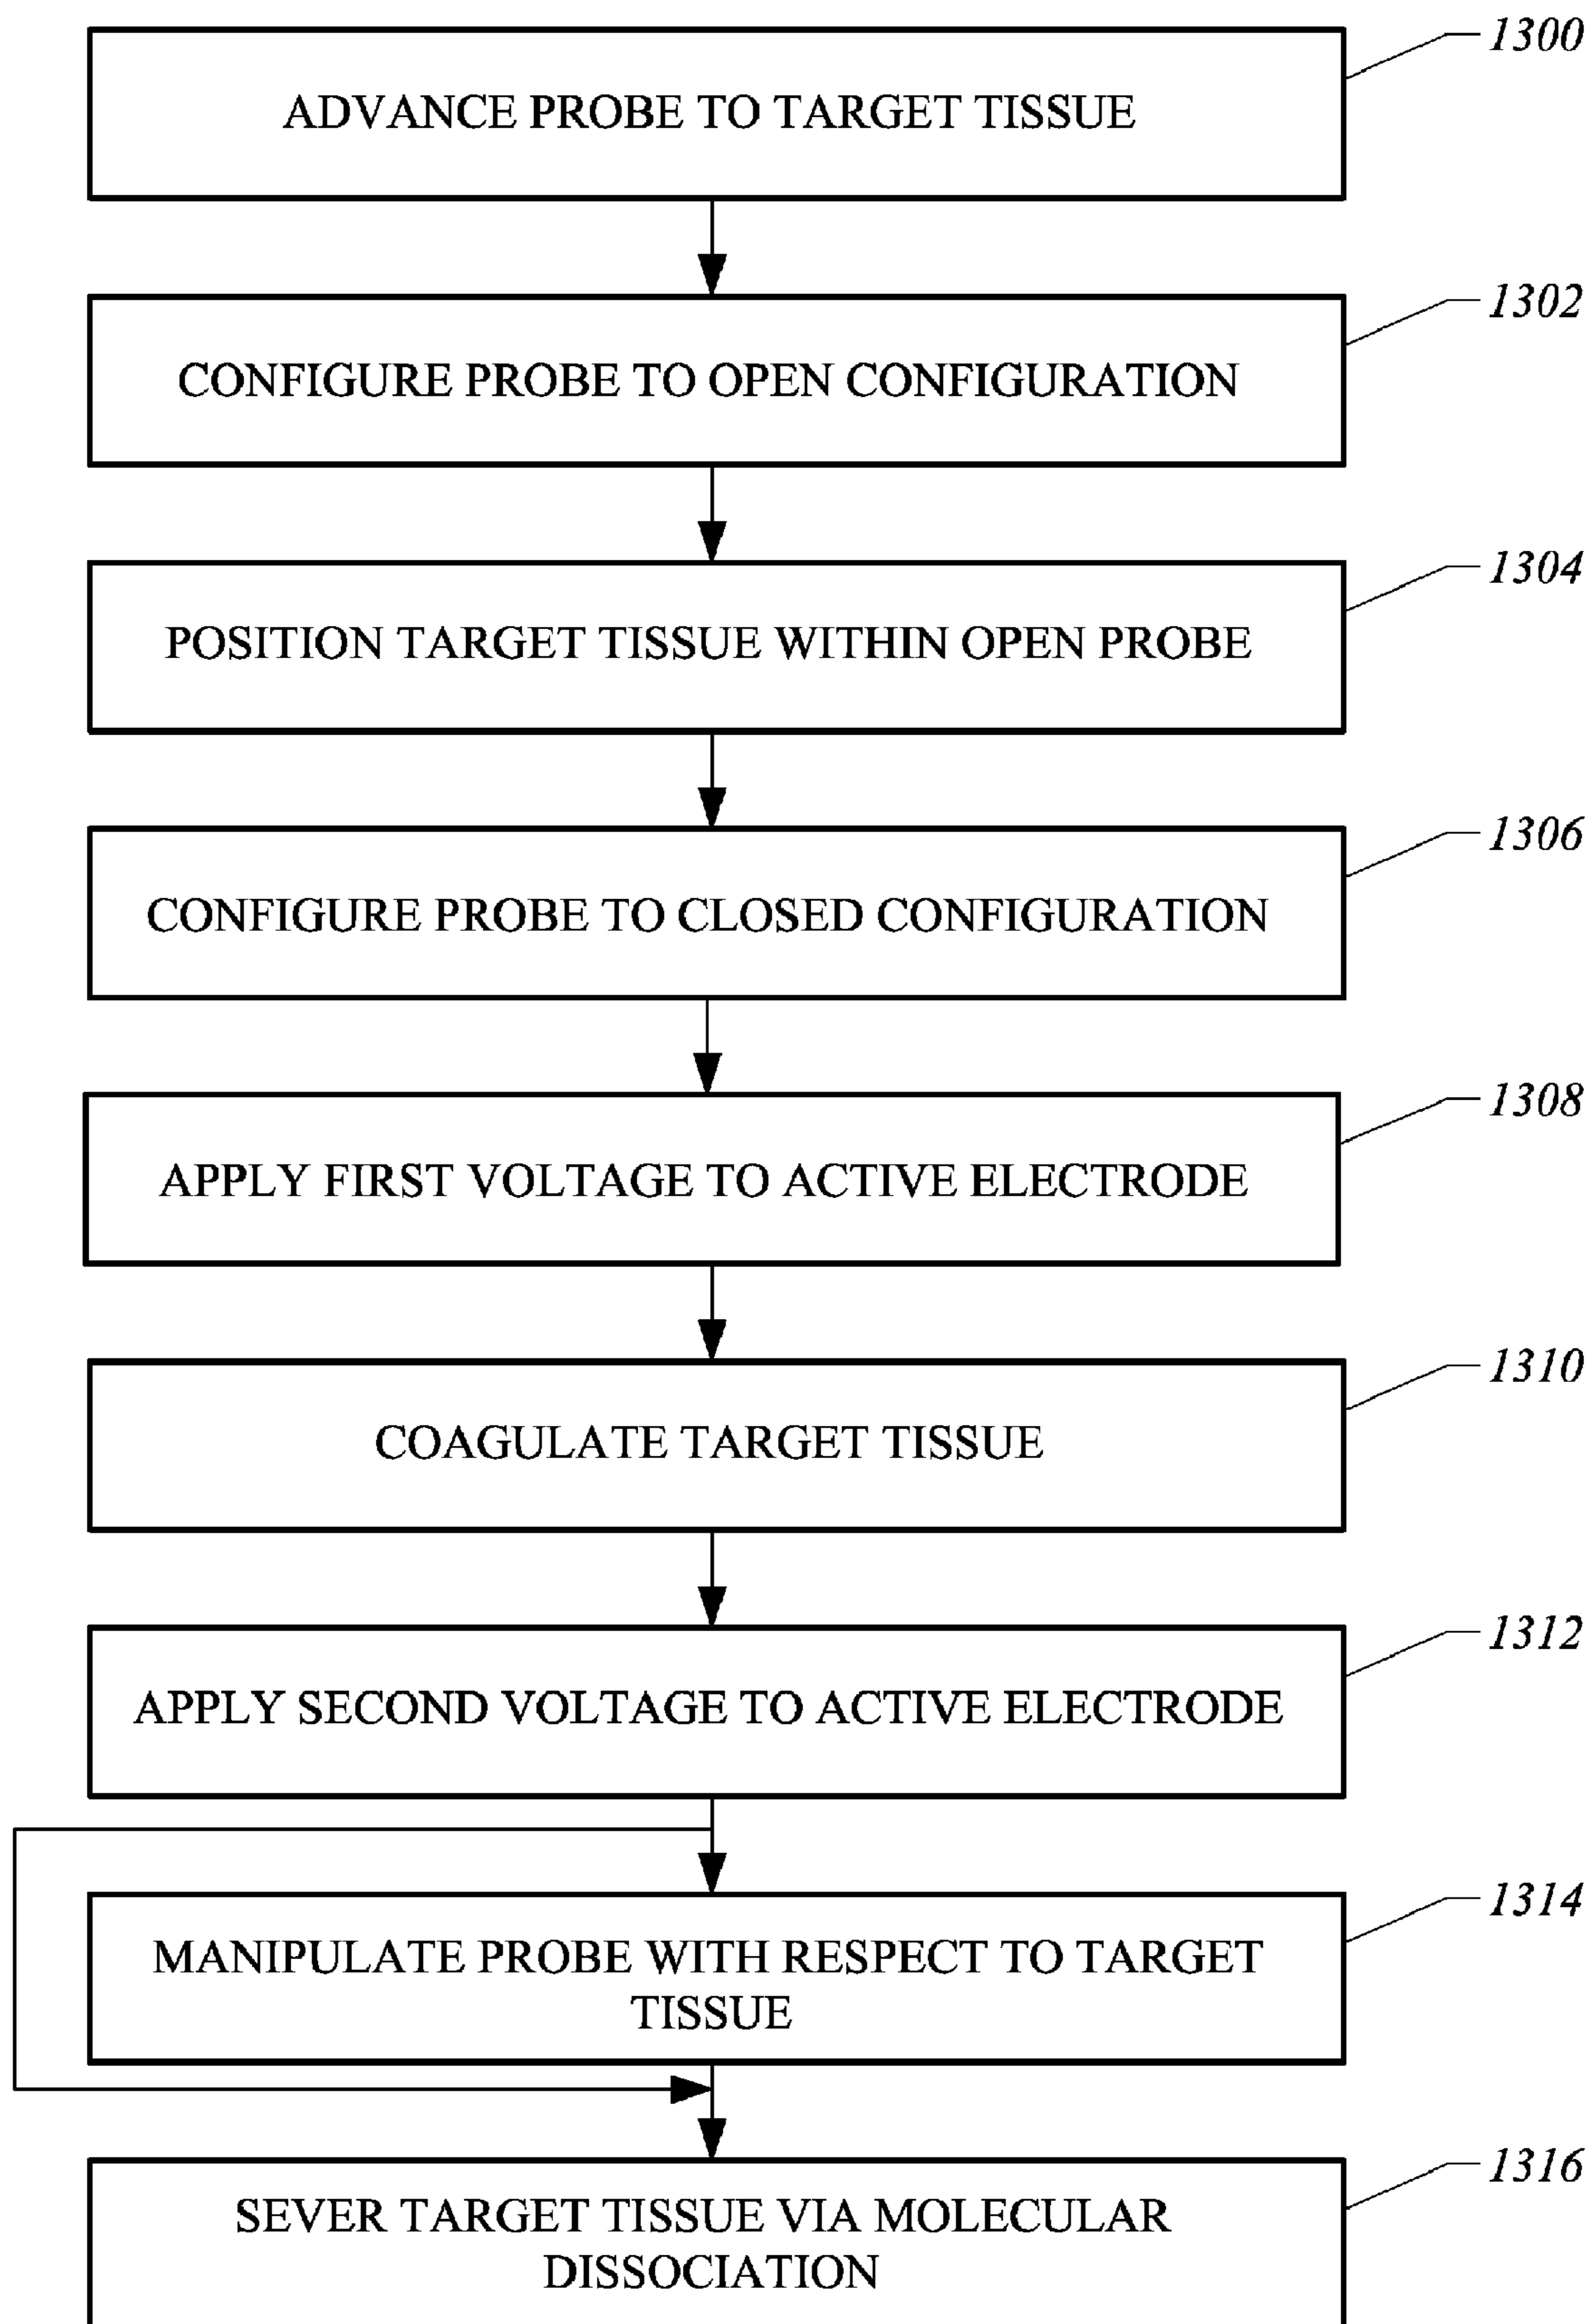 1300
ADVANCE PROBE TO TARGET TISSUE
1302
CONFIGURE PROBE TO OPEN CONFIGURATION
1304
POSITION TARGET TISSUE WITHIN OPEN PROBE
1306
CONFIGURE PROBE TO CLOSED CONFIGURATION
1308
APPLY FIRST VOLTAGE TO ACTIVE ELECTRODE
1310
COAGULATE TARGET TISSUE
1312
APPLY SECOND VOLTAGE TO ACTIVE ELECTRODE
1314
MANIPULATE PROBE WITH RESPECT TO TARGET
TISSUE
1316
SEVER TARGET TISSUE VIA MOLECULAR
DISSOCIATION